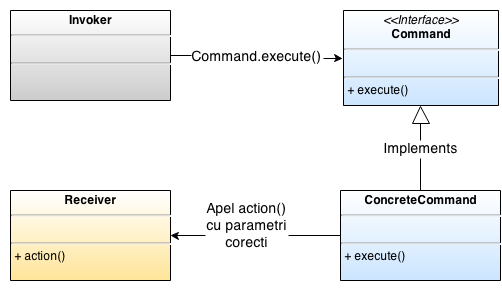 Invoker
<<Interface>>
Command
Command.execute()
+ execute()
Implements
Receiver
ConcreteCommand
Apel action()
cu parametri
corecti
+ action()
+ execute()